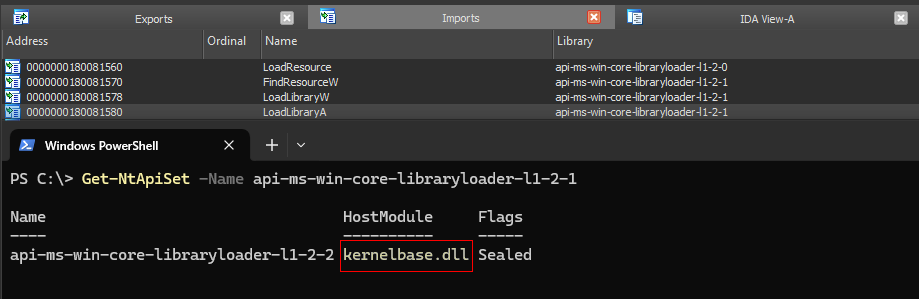 Exports Imports IDA View-A
Address Ordinal Name Library
0000000180081560 LoadResource api-ms-win-core-libraryloader-l1-2-0
0000000180081570 FindResourceW api-ms-win-core-libraryloader-l1-2-1
0000000180081578 LoadLibraryW api-ms-win-core-libraryloader-l1-2-1
0000000180081580 LoadLibraryA api-ms-win-core-libraryloader-l1-2-1
Windows PowerShell
PS C:\> Get-NtApiSet -Name api-ms-win-core-libraryloader-l1-2-1
Name HostModule Flags
---- ---------- -----
api-ms-win-core-libraryloader-l1-2-2 kernelbase.dll Sealed